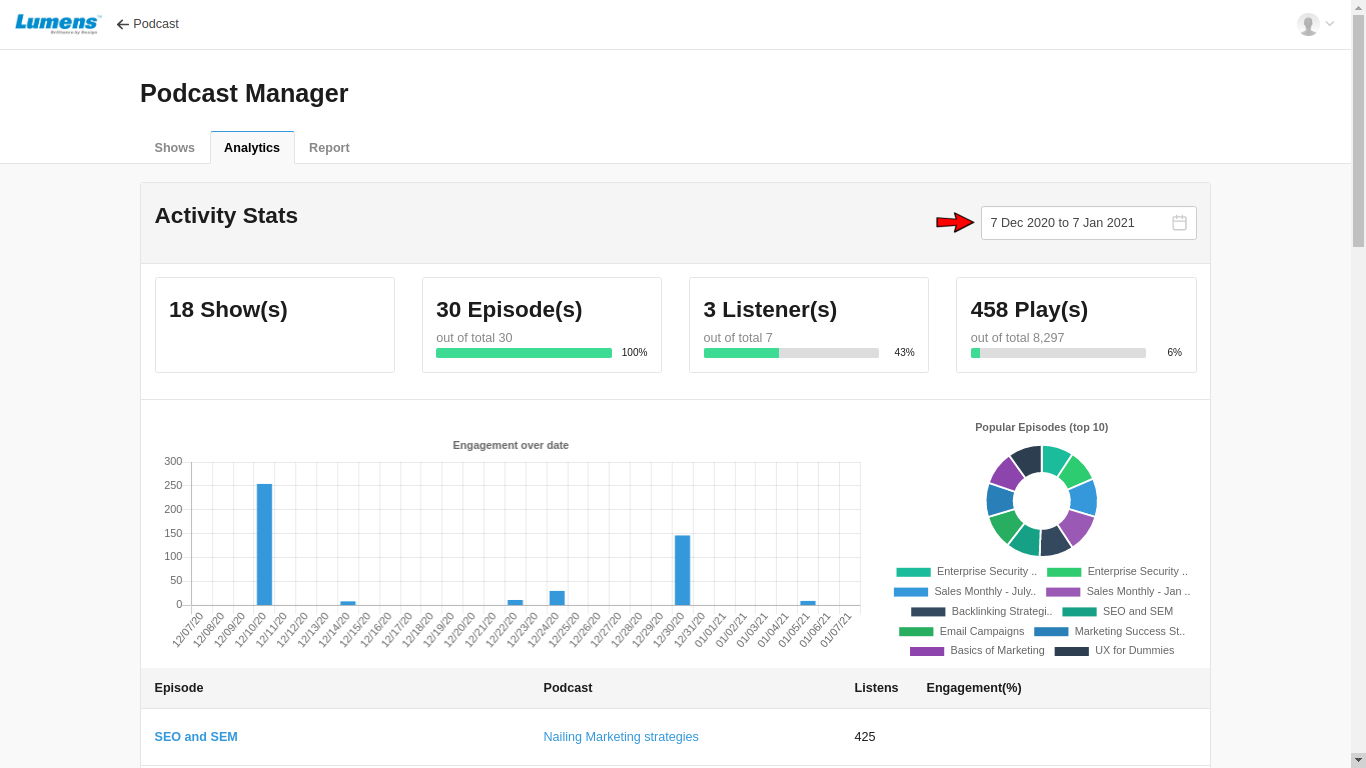 Lumens
Brilliance by Design
Podcast
Podcast Manager
Shows Analytics Report
Activity Stats
7 Dec 2020 to 7 Jan 2021
18 Show(s)
30 Episode(s)
out of total 30
100%
3 Listener(s)
out of total 7
43%
458 Play(s)
out of total 8,297
6%
Engagement over date
300
250
200
150
100
50
0
12/07/20 12/08/20 12/09/20 12/10/20 12/11/20 12/12/20 12/13/20 12/14/20 12/15/20 12/16/20 12/17/20 12/18/20 12/19/20 12/20/20 12/21/20 12/22/20 12/23/20 12/24/20 12/25/20 12/26/20 12/27/20 12/28/20 12/29/20 12/30/20 12/31/20 01/01/21 01/02/21 01/03/21 01/04/21 01/05/21 01/06/21 01/07/21
Popular Episodes (top 10)
Enterprise Security .. Enterprise Security ..
Sales Monthly - July.. Sales Monthly - Jan ..
Backlinking Strategi.. SEO and SEM
Email Campaigns Marketing Success St..
Basics of Marketing UX for Dummies
Episode Podcast Listens Engagement(%)
SEO and SEM Nailing Marketing strategies 425